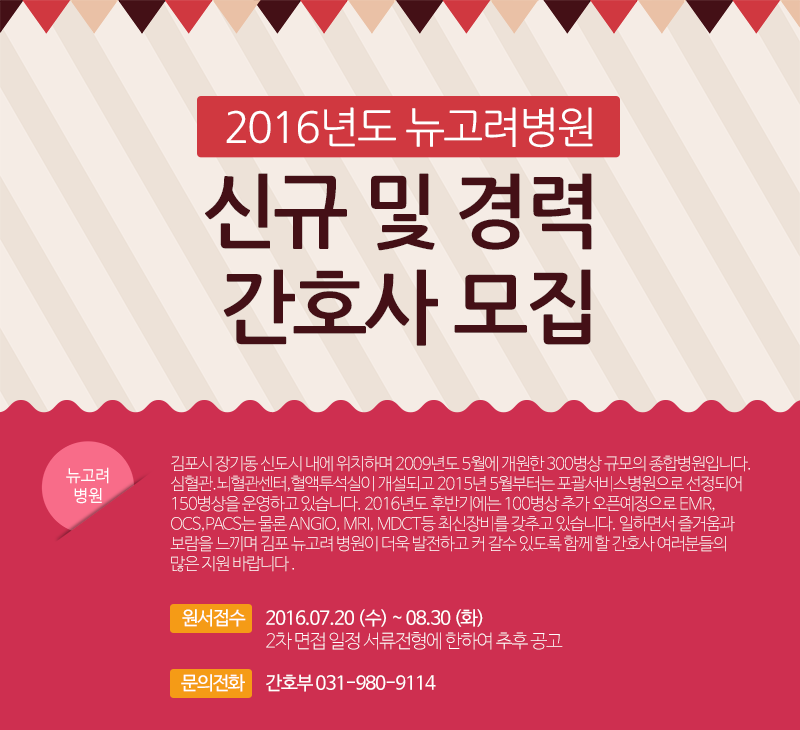 2016년도 뉴고려병원
신규 및 경력
간호사 모집
뉴고려
병원
김포시 장기동 신도시 내에 위치하며 2009년도 5월에 개원한 300병상 규모의 종합병원입니다.
심혈관.뇌혈관센터,혈액투석실이 개설되고 2015년 5월부터는 포괄서비스병원으로 선정되어
150병상을 운영하고 있습니다. 2016년도 후반기에는 100병상 추가 오픈예정으로 EMR,
OCS,PACS는 물론 ANGIO, MRI, MDCT등 최신장비를 갖추고 있습니다. 일하면서 즐거움과
보람을 느끼며 김포 뉴고려 병원이 더욱 발전하고 커 갈수 있도록 함께 할 간호사 여러분들의
많은 지원 바랍니다 .
원서접수 2016.07.20 (수) ~ 08.30 (화)
2차 면접 일정 서류전형에 한하여 추후 공고
문의전화 간호부 031-980-9114